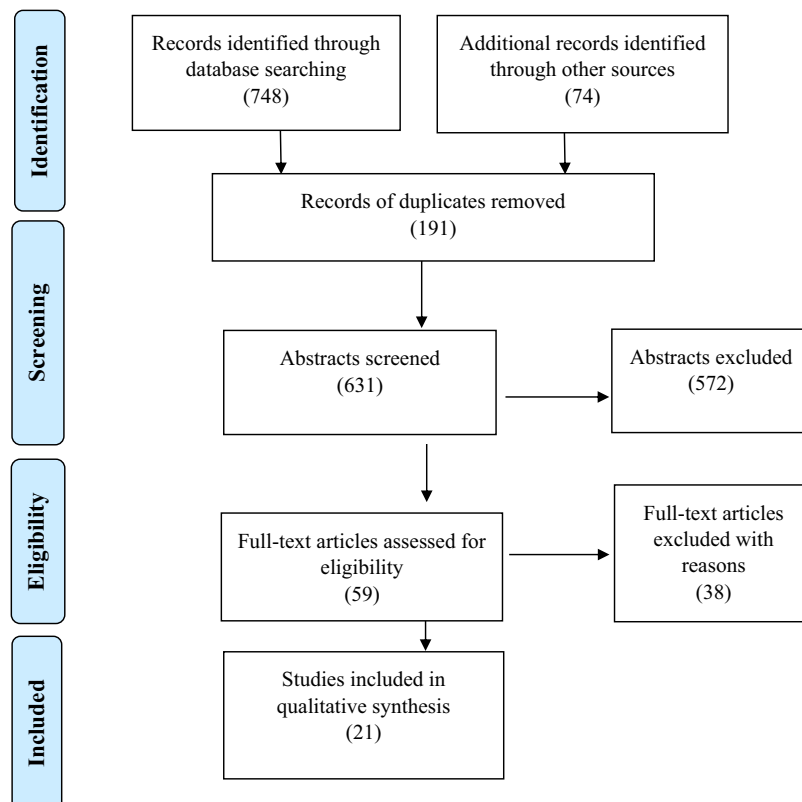 Identification
Records identified through
database searching
(748)
Additional records identified
through other sources
(74)
Records of duplicates removed
(191)
Screening
Abstracts screened
(631)
Abstracts excluded
(572)
Eligibility
Full-text articles assessed for
eligibility
(59)
Full-text articles
excluded with
reasons
(38)
Included
Studies included in
qualitative synthesis
(21)